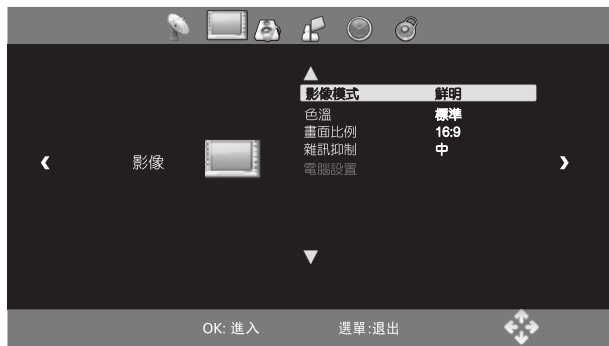 影像模式 鮮明
色溫 標準
畫面比例 16:9
雜訊抑制 中
電腦設置
影像
OK: 進入 選單:退出